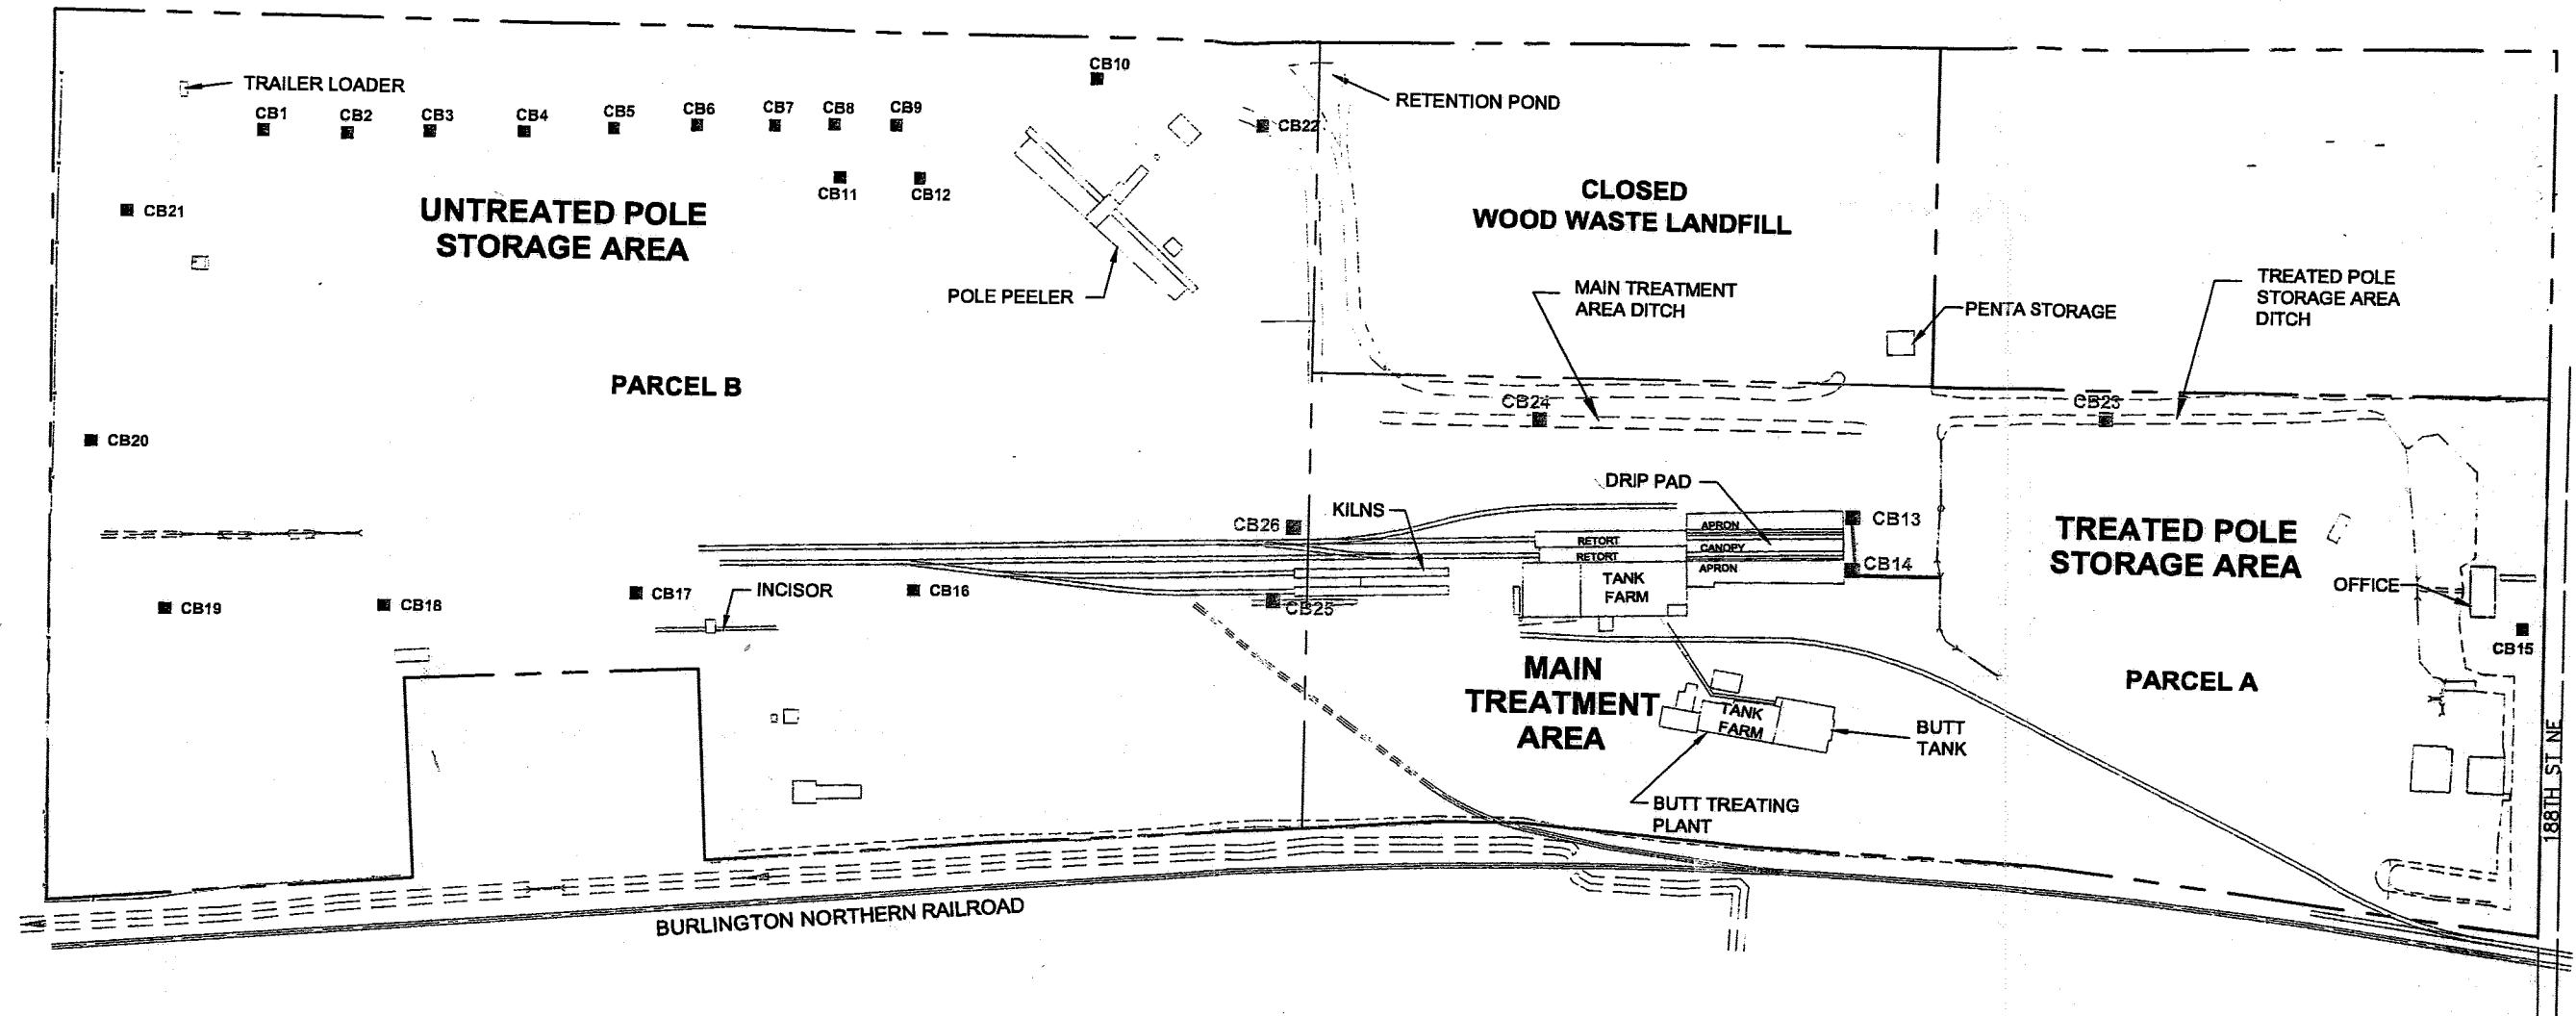 TRAILER LOADER
CB1
CB2
CB3
CB4
CB5
CB6
CB7
CB8
CB9
CB10
CB11
CB12
CB22
CB21
RETENTION POND
UNTREATED POLE
STORAGE AREA
CLOSED
WOOD WASTE LANDFILL
POLE PEELER
MAIN TREATMENT
AREA DITCH
PENTA STORAGE
TREATED POLE
STORAGE AREA
DITCH
PARCEL B
CB24
CB23
CB20
DRIP PAD
KILNS
CB26
CB13
CB14
APRON
RETORT
CANOPY
RETORT
APRON
TANK
FARM
TREATED POLE
STORAGE AREA
OFFICE
CB19
CB18
CB17
INCISOR
CB16
CB25
CB15
MAIN
TREATMENT
AREA
PARCEL A
TANK
FARM
BUTT
TANK
BUTT TREATING
PLANT
188TH ST NE
BURLINGTON NORTHERN RAILROAD